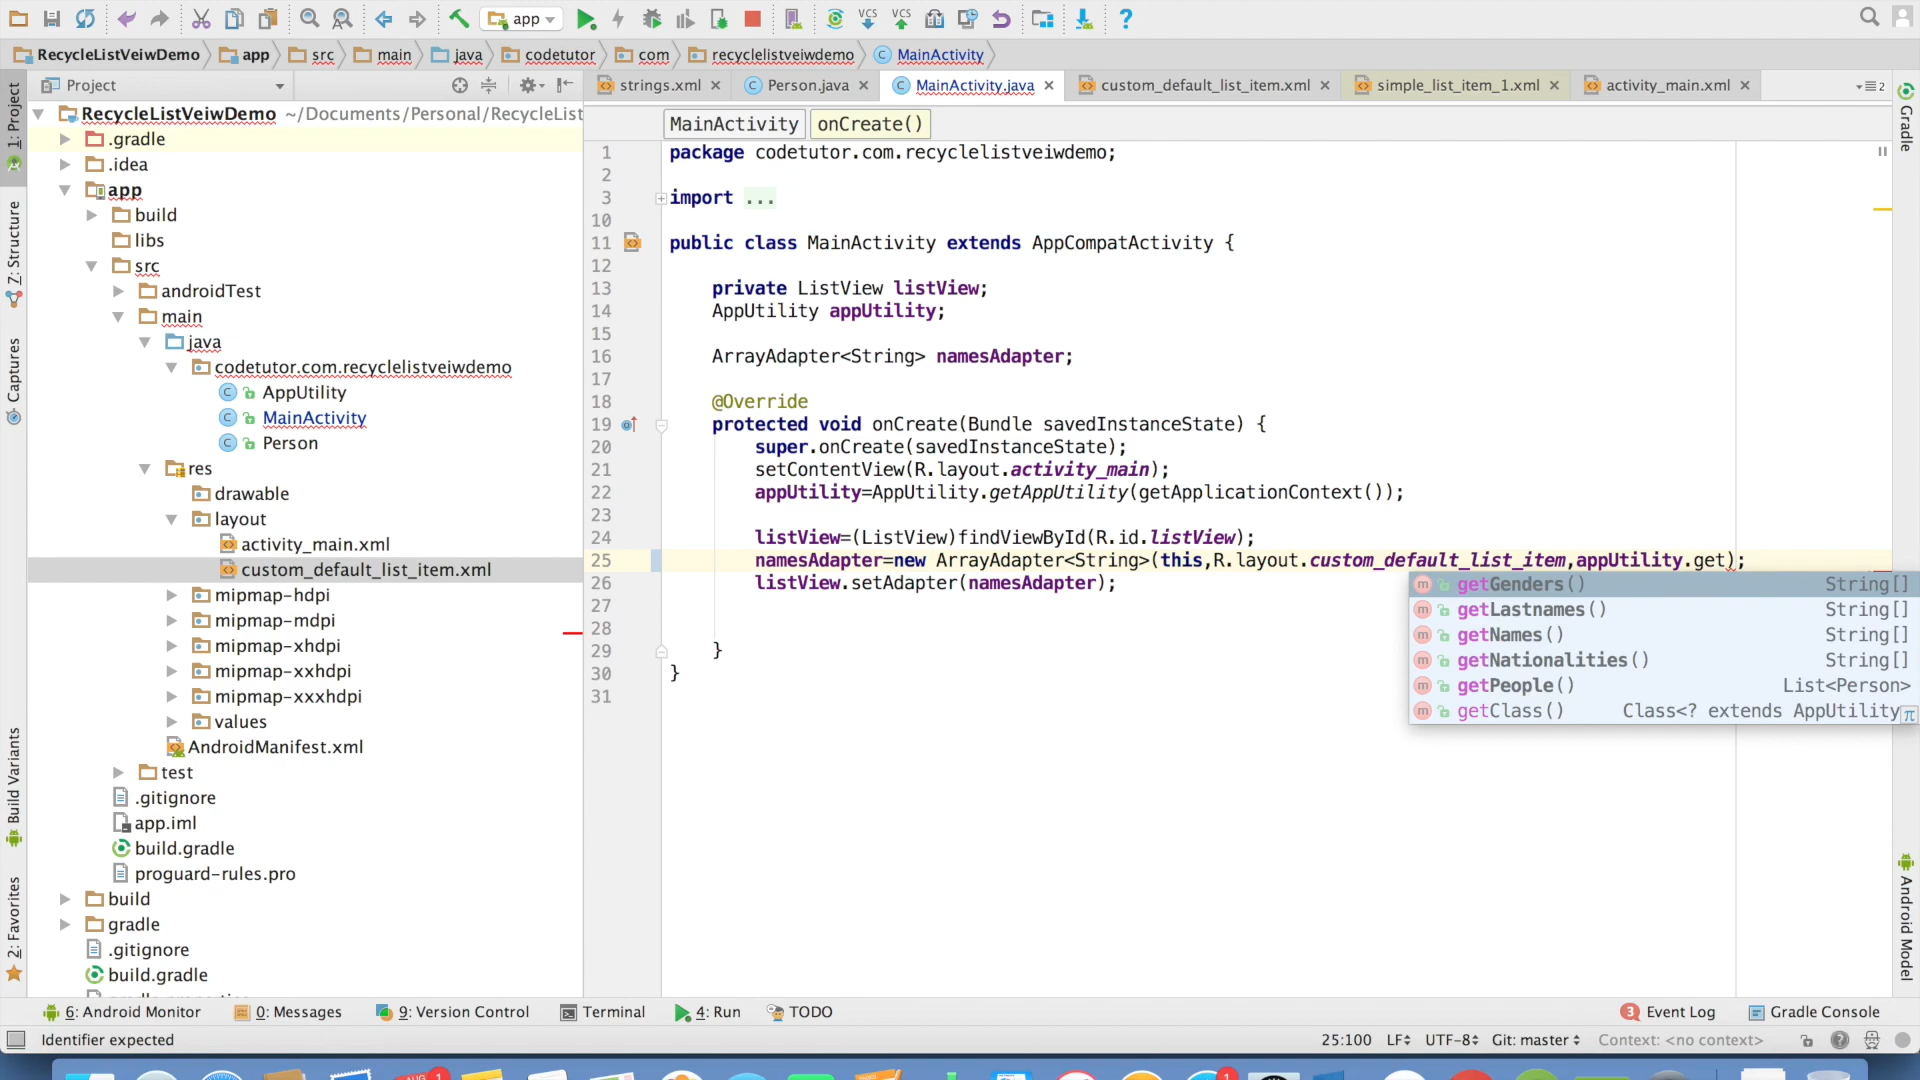 app
RecycleListVeiwDemo
app
src
main
java
codetutor
com
recyclelistveiwdemo
MainActivity
Project
strings.xml
Person.java
MainActivity.java
custom_default_list_item.xml
simple_list_item_1.xml
activity_main.xml
2
1: Project
Z: Structure
Captures
Build Variants
2: Favorites
RecycleListVeiwDemo ~/Documents/Personal/RecycleList
.gradle
.idea
app
build
libs
src
androidTest
main
java
codetutor.com.recyclelistveiwdemo
AppUtility
MainActivity
Person
res
drawable
layout
activity_main.xml
custom_default_list_item.xml
mipmap-hdpi
mipmap-mdpi
mipmap-xhdpi
mipmap-xxhdpi
mipmap-xxxhdpi
values
AndroidManifest.xml
test
.gitignore
app.iml
build.gradle
proguard-rules.pro
build
gradle
.gitignore
build.gradle
MainActivity
onCreate()
1 package codetutor.com.recyclelistveiwdemo;
2
3 import ...
10
11 public class MainActivity extends AppCompatActivity {
12
13 private ListView listView;
14 AppUtility appUtility;
15
16 ArrayAdapter<String> namesAdapter;
17
18 @Override
19 protected void onCreate(Bundle savedInstanceState) {
20 super.onCreate(savedInstanceState);
21 setContentView(R.layout.activity_main);
22 appUtility=AppUtility.getAppUtility(getApplicationContext());
23
24 listView=(ListView)findViewById(R.id.listView);
25 namesAdapter=new ArrayAdapter<String>(this,R.layout.custom_default_list_item,appUtility.get);
26 listView.setAdapter(namesAdapter);
27
28
29 }
30 }
31
getGenders() String[]
getLastnames() String[]
getNames() String[]
getNationalities() String[]
getPeople() List<Person>
getClass() Class<? extends AppUtility
π
Gradle
Android Model
6: Android Monitor
0: Messages
9: Version Control
Terminal
4: Run
TODO
3 Event Log
Gradle Console
Identifier expected
25:100 LF UTF-8 Git: master Context: <no context>
AUG 1
1